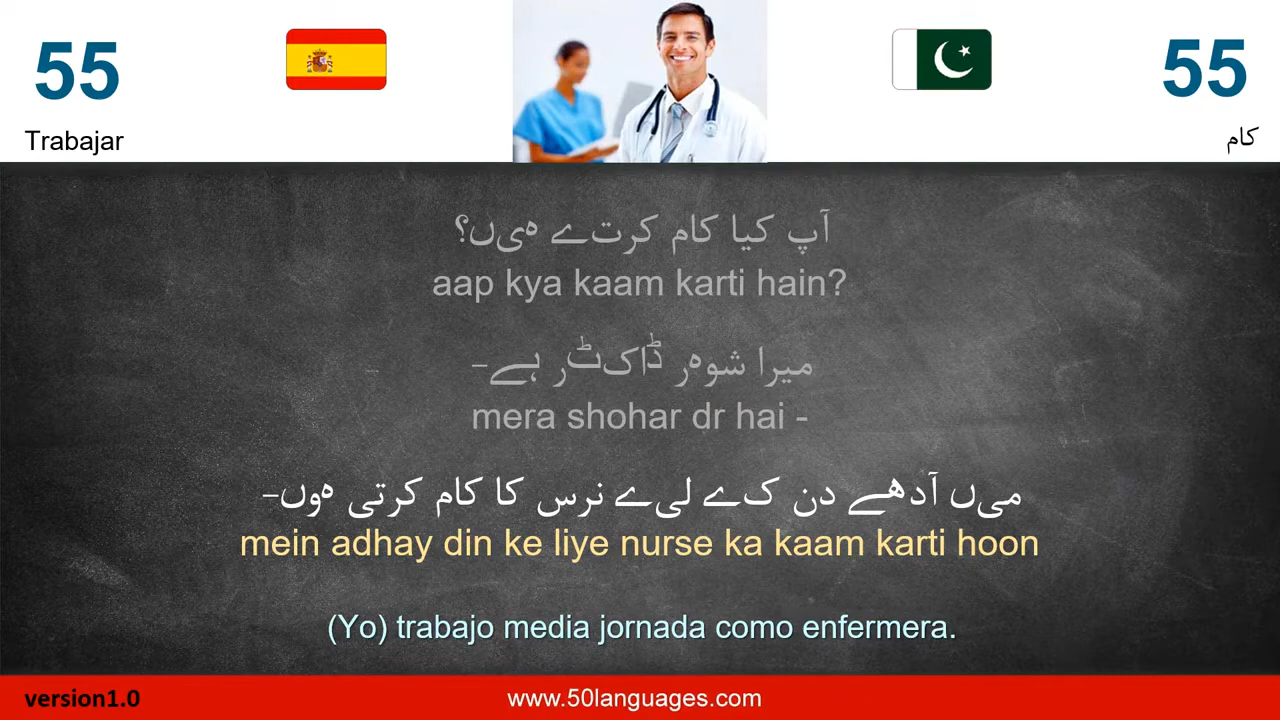 55
55
Trabajar
کام
آپ کیا کام کرتے ہیں؟
aap kya kaam karti hain?
میرا شوہر ڈاکٹر ہے-
mera shohar dr hai -
میں آدھے دن کے لیے نرس کا کام کرتی ہوں-
mein adhay din ke liye nurse ka kaam karti hoon
(Yo) trabajo media jornada como enfermera.
version1.0
www.50languages.com